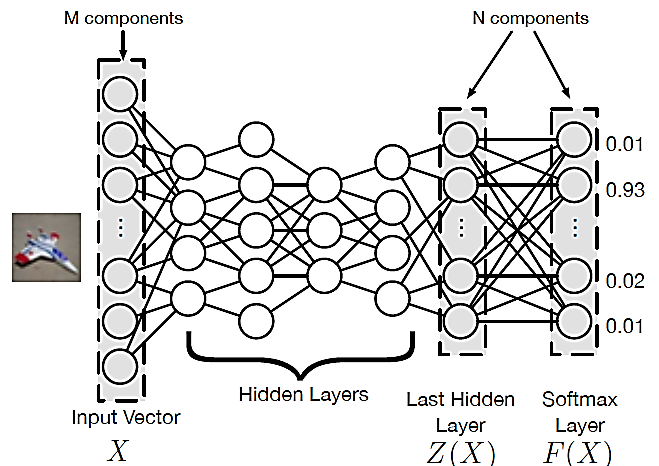 M components
N components
0.01
0.93
...
...
...
0.02
0.01
Hidden Layers
Input Vector
X
Last Hidden
Layer
Z(X)
Softmax
Layer
F(X)